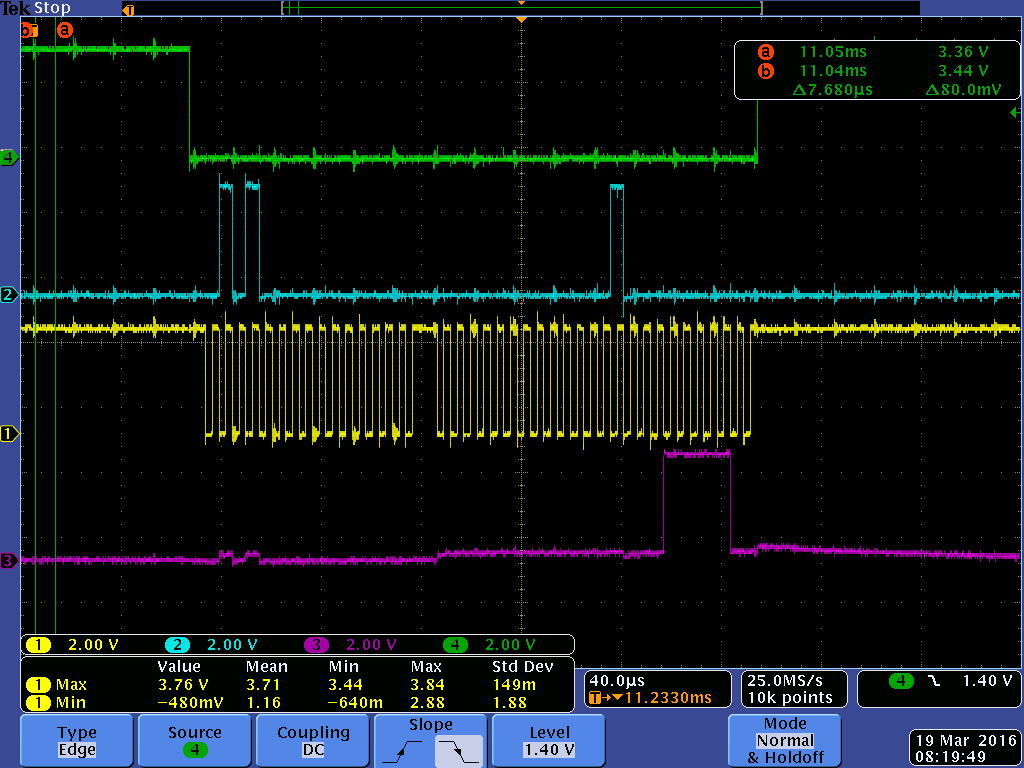 Tek Stop
T
b T a
a 11.05ms 3.36 V
b 11.04ms 3.44 V
Δ7.680µs Δ80.0mV
4
2
1
3
1 2.00 V 2 2.00 V 3 2.00 V 4 2.00 V
Value Mean Min Max Std Dev
1 Max 3.76 V 3.71 3.44 3.84 149m
1 Min −480mV 1.16 −640m 2.88 1.88
40.0µs
T→▼11.2330ms
25.0MS/s
10k points
4 1.40 V
Type
Edge
Source
4
Coupling
DC
Slope
Level
1.40 V
Mode
Normal
& Holdoff
19 Mar 2016
08:19:49